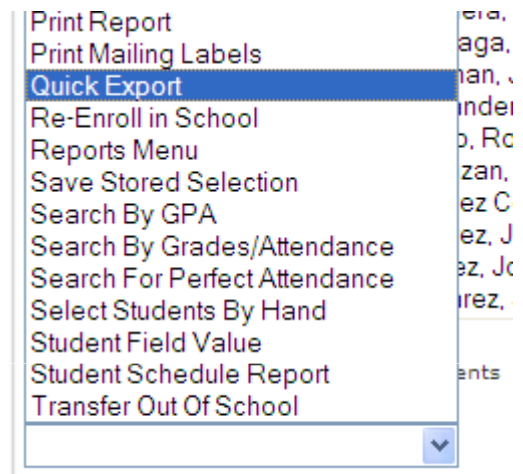 Print Report
Print Mailing Labels
Quick Export
Re-Enroll in School
Reports Menu
Save Stored Selection
Search By GPA
Search By Grades/Attendance
Search For Perfect Attendance
Select Students By Hand
Student Field Value
Student Schedule Report
Transfer Out Of School